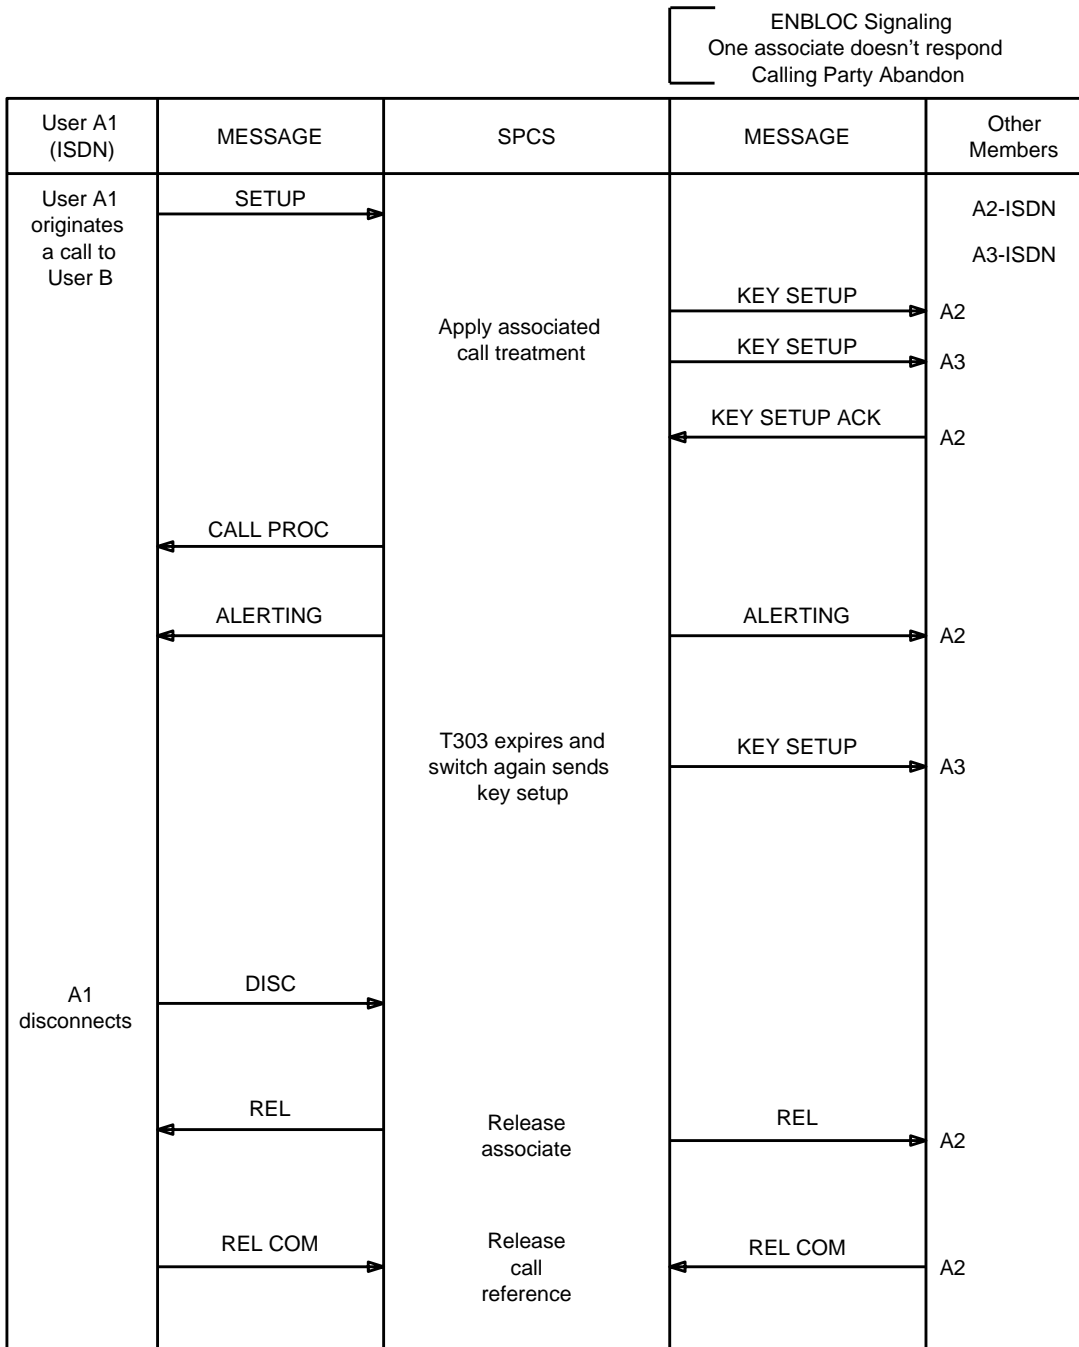 ENBLOC Signaling
One associate doesn't respond
Calling Party Abandon
User A1
(ISDN)
MESSAGE
SPCS
MESSAGE
Other
Members
User A1
originates
a call to
User B
SETUP
A2-ISDN
A3-ISDN
KEY SETUP
A2
Apply associated
call treatment
KEY SETUP
A3
KEY SETUP ACK
A2
CALL PROC
ALERTING
ALERTING
A2
T303 expires and
switch again sends
key setup
KEY SETUP
A3
A1
disconnects
DISC
REL
Release
associate
REL
A2
REL COM
Release
call
reference
REL COM
A2